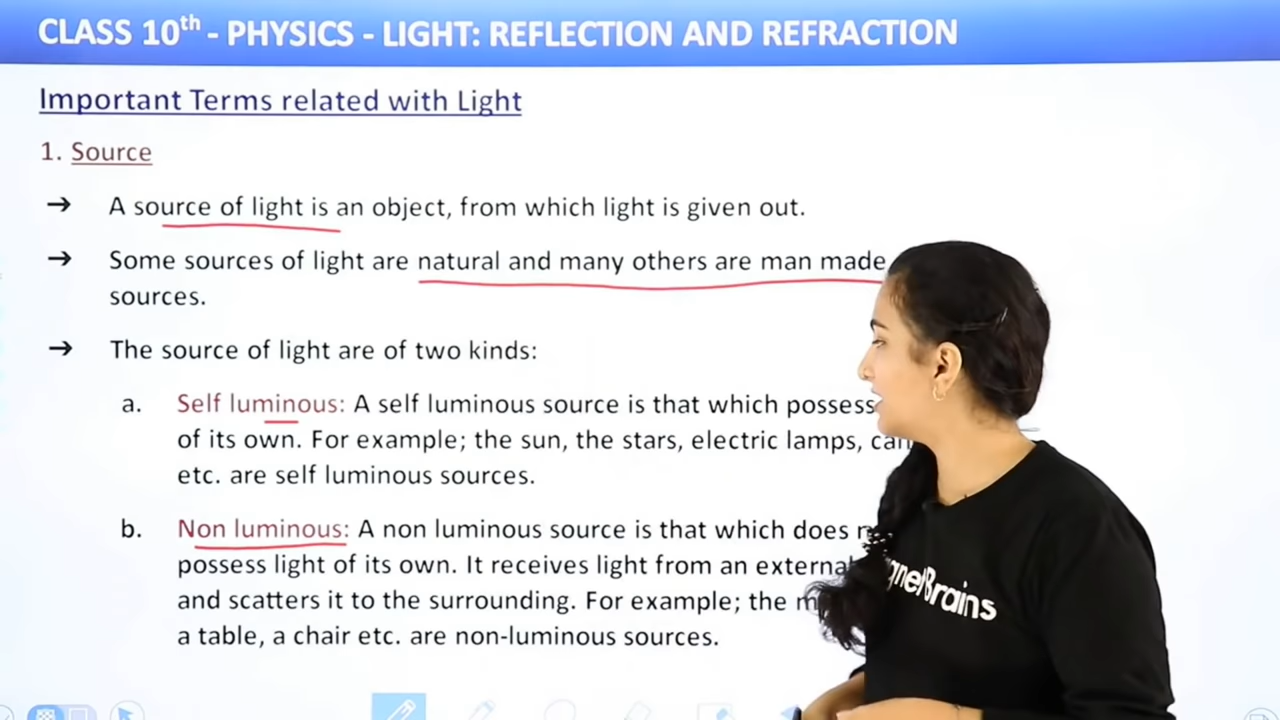 CLASS 10th - PHYSICS - LIGHT: REFLECTION AND REFRACTION
Important Terms related with Light
1. Source
→ A source of light is an object, from which light is given out.
→ Some sources of light are natural and many others are man made
sources.
→ The source of light are of two kinds:
a. Self luminous: A self luminous source is that which
of its own. For example; the sun, the stars, electric lamps,
etc. are self luminous sources.
b. Non luminous: A non luminous source is that which does
possess light of its own. It receives light from an external
and scatters it to the surrounding. For example; the
a table, a chair etc. are non-luminous sources.
Brains